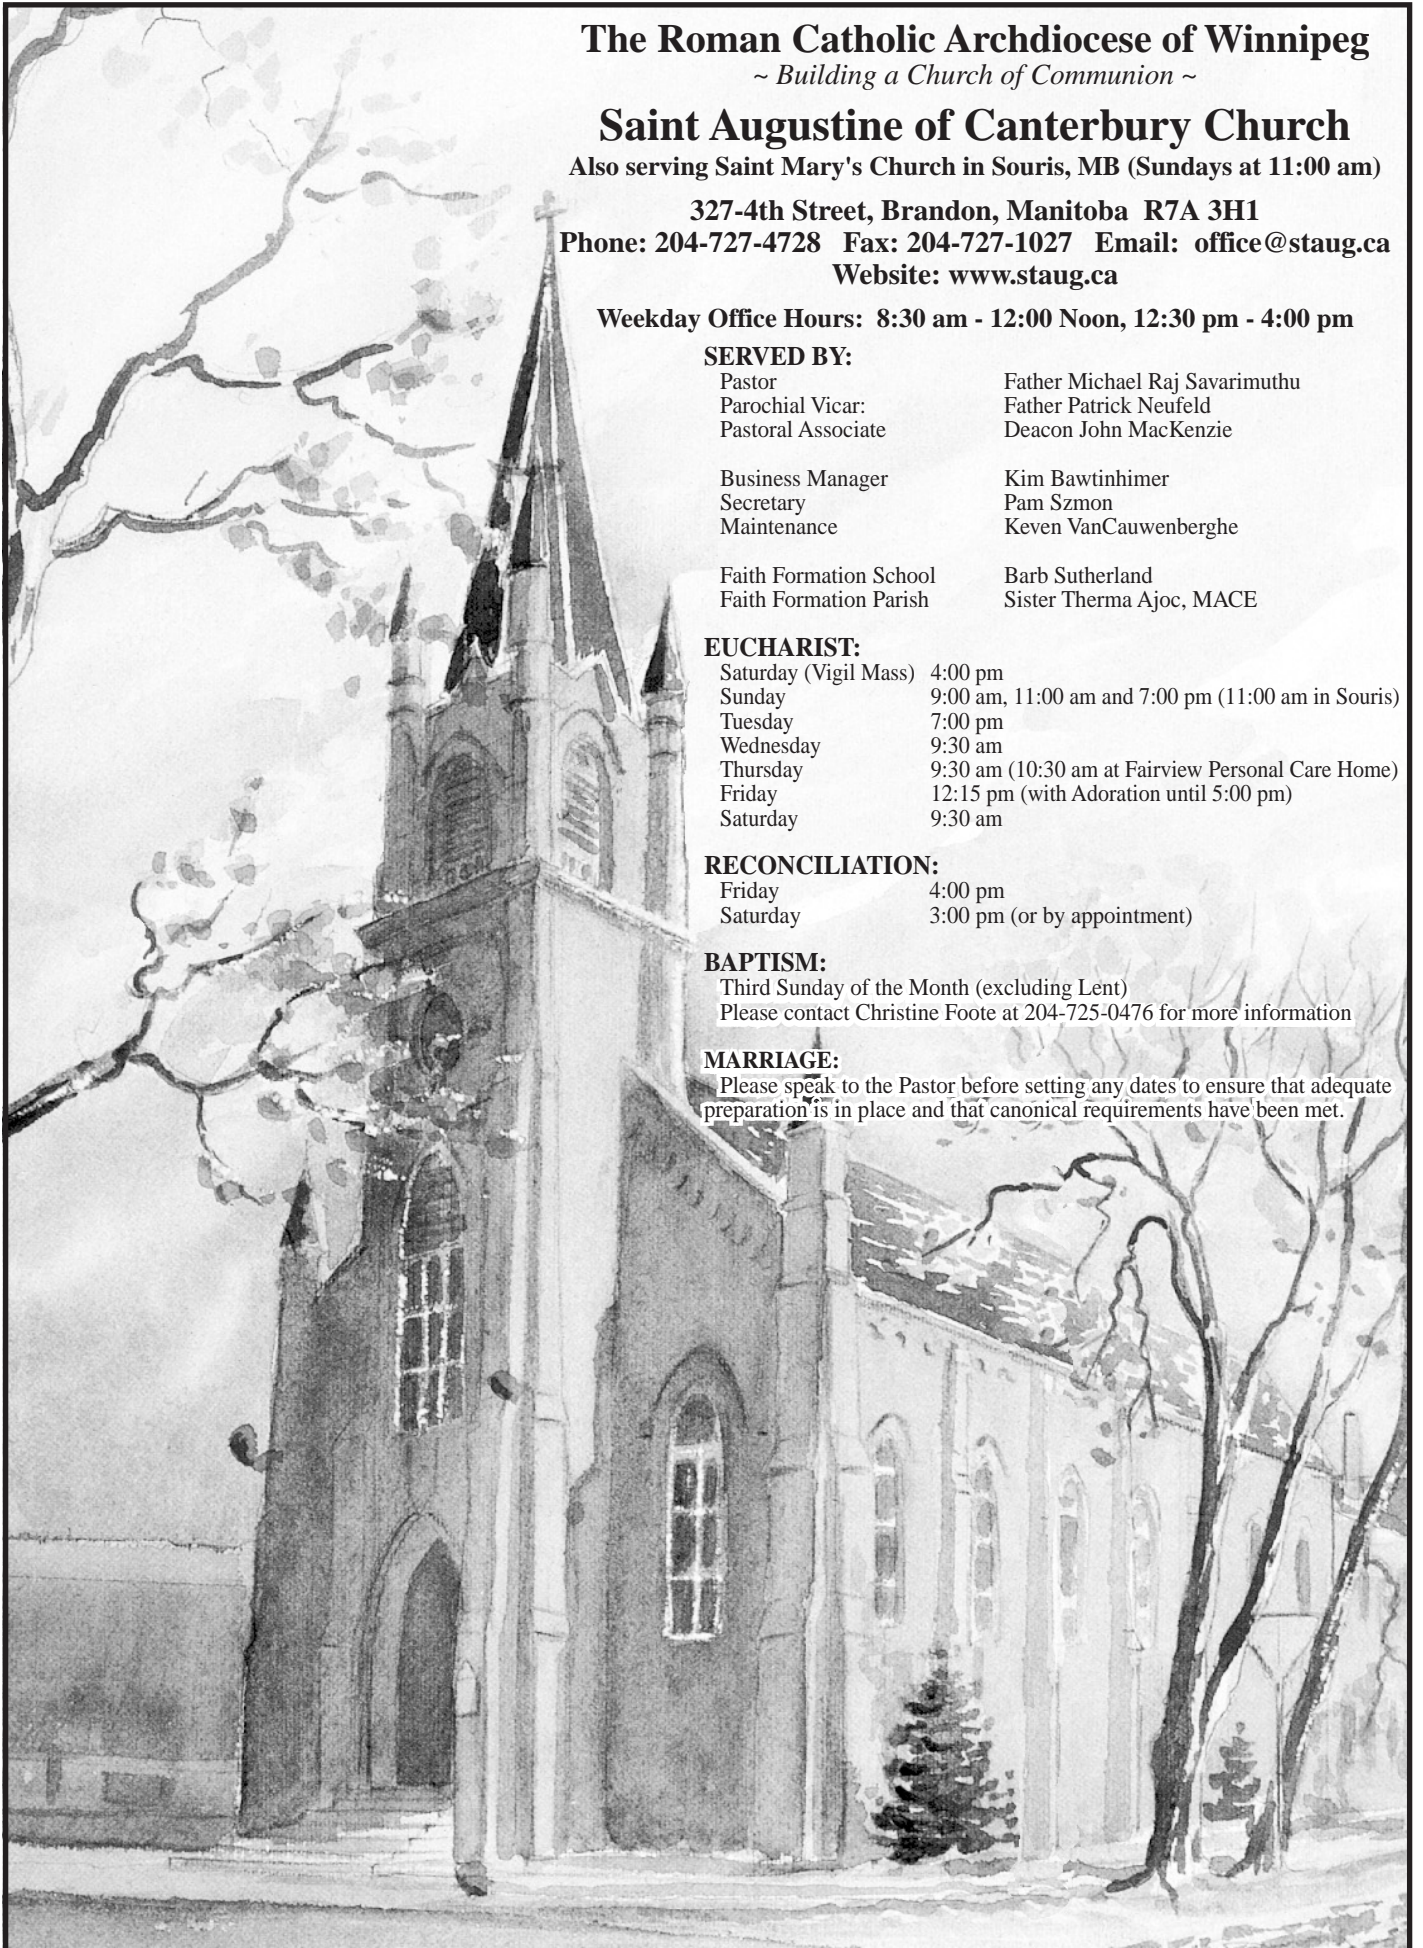 The Roman Catholic Archdiocese of Winnipeg
~ Building a Church of Communion ~
Saint Augustine of Canterbury Church
Also serving Saint Mary's Church in Souris, MB (Sundays at 11:00 am)
327-4th Street, Brandon, Manitoba R7A 3H1
Phone: 204-727-4728 Fax: 204-727-1027 Email: office@staug.ca
Website: www.staug.ca
Weekday Office Hours: 8:30 am - 12:00 Noon, 12:30 pm - 4:00 pm
SERVED BY:
Pastor Father Michael Raj Savarimuthu
Parochial Vicar: Father Patrick Neufeld
Pastoral Associate Deacon John MacKenzie
Business Manager Kim Bawtinhimer
Secretary Pam Szmon
Maintenance Keven VanCauwenberghe
Faith Formation School Barb Sutherland
Faith Formation Parish Sister Therma Ajoc, MACE
EUCHARIST:
Saturday (Vigil Mass) 4:00 pm
Sunday 9:00 am, 11:00 am and 7:00 pm (11:00 am in Souris)
Tuesday 7:00 pm
Wednesday 9:30 am
Thursday 9:30 am (10:30 am at Fairview Personal Care Home)
Friday 12:15 pm (with Adoration until 5:00 pm)
Saturday 9:30 am
RECONCILIATION:
Friday 4:00 pm
Saturday 3:00 pm (or by appointment)
BAPTISM:
Third Sunday of the Month (excluding Lent)
Please contact Christine Foote at 204-725-0476 for more information
MARRIAGE:
Please speak to the Pastor before setting any dates to ensure that adequate
preparation is in place and that canonical requirements have been met.